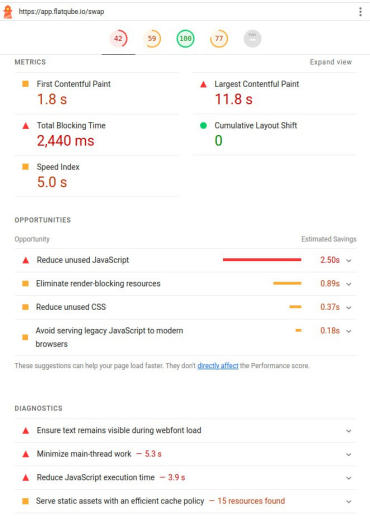 https://app.flatqube.io/swap
42 59 100 77
METRICS Expand view
First Contentful Paint
1.8 s
Largest Contentful Paint
11.8 s
Total Blocking Time
2,440 ms
Cumulative Layout Shift
0
Speed Index
5.0 s
OPPORTUNITIES
Opportunity Estimated Savings
Reduce unused JavaScript 2.50s
Eliminate render-blocking resources 0.89s
Reduce unused CSS 0.37s
Avoid serving legacy JavaScript to modern
browsers 0.18s
These suggestions can help your page load faster. They don't directly affect the Performance score.
DIAGNOSTICS
Ensure text remains visible during webfont load
Minimize main-thread work — 5.3 s
Reduce JavaScript execution time — 3.9 s
Serve static assets with an efficient cache policy — 15 resources found